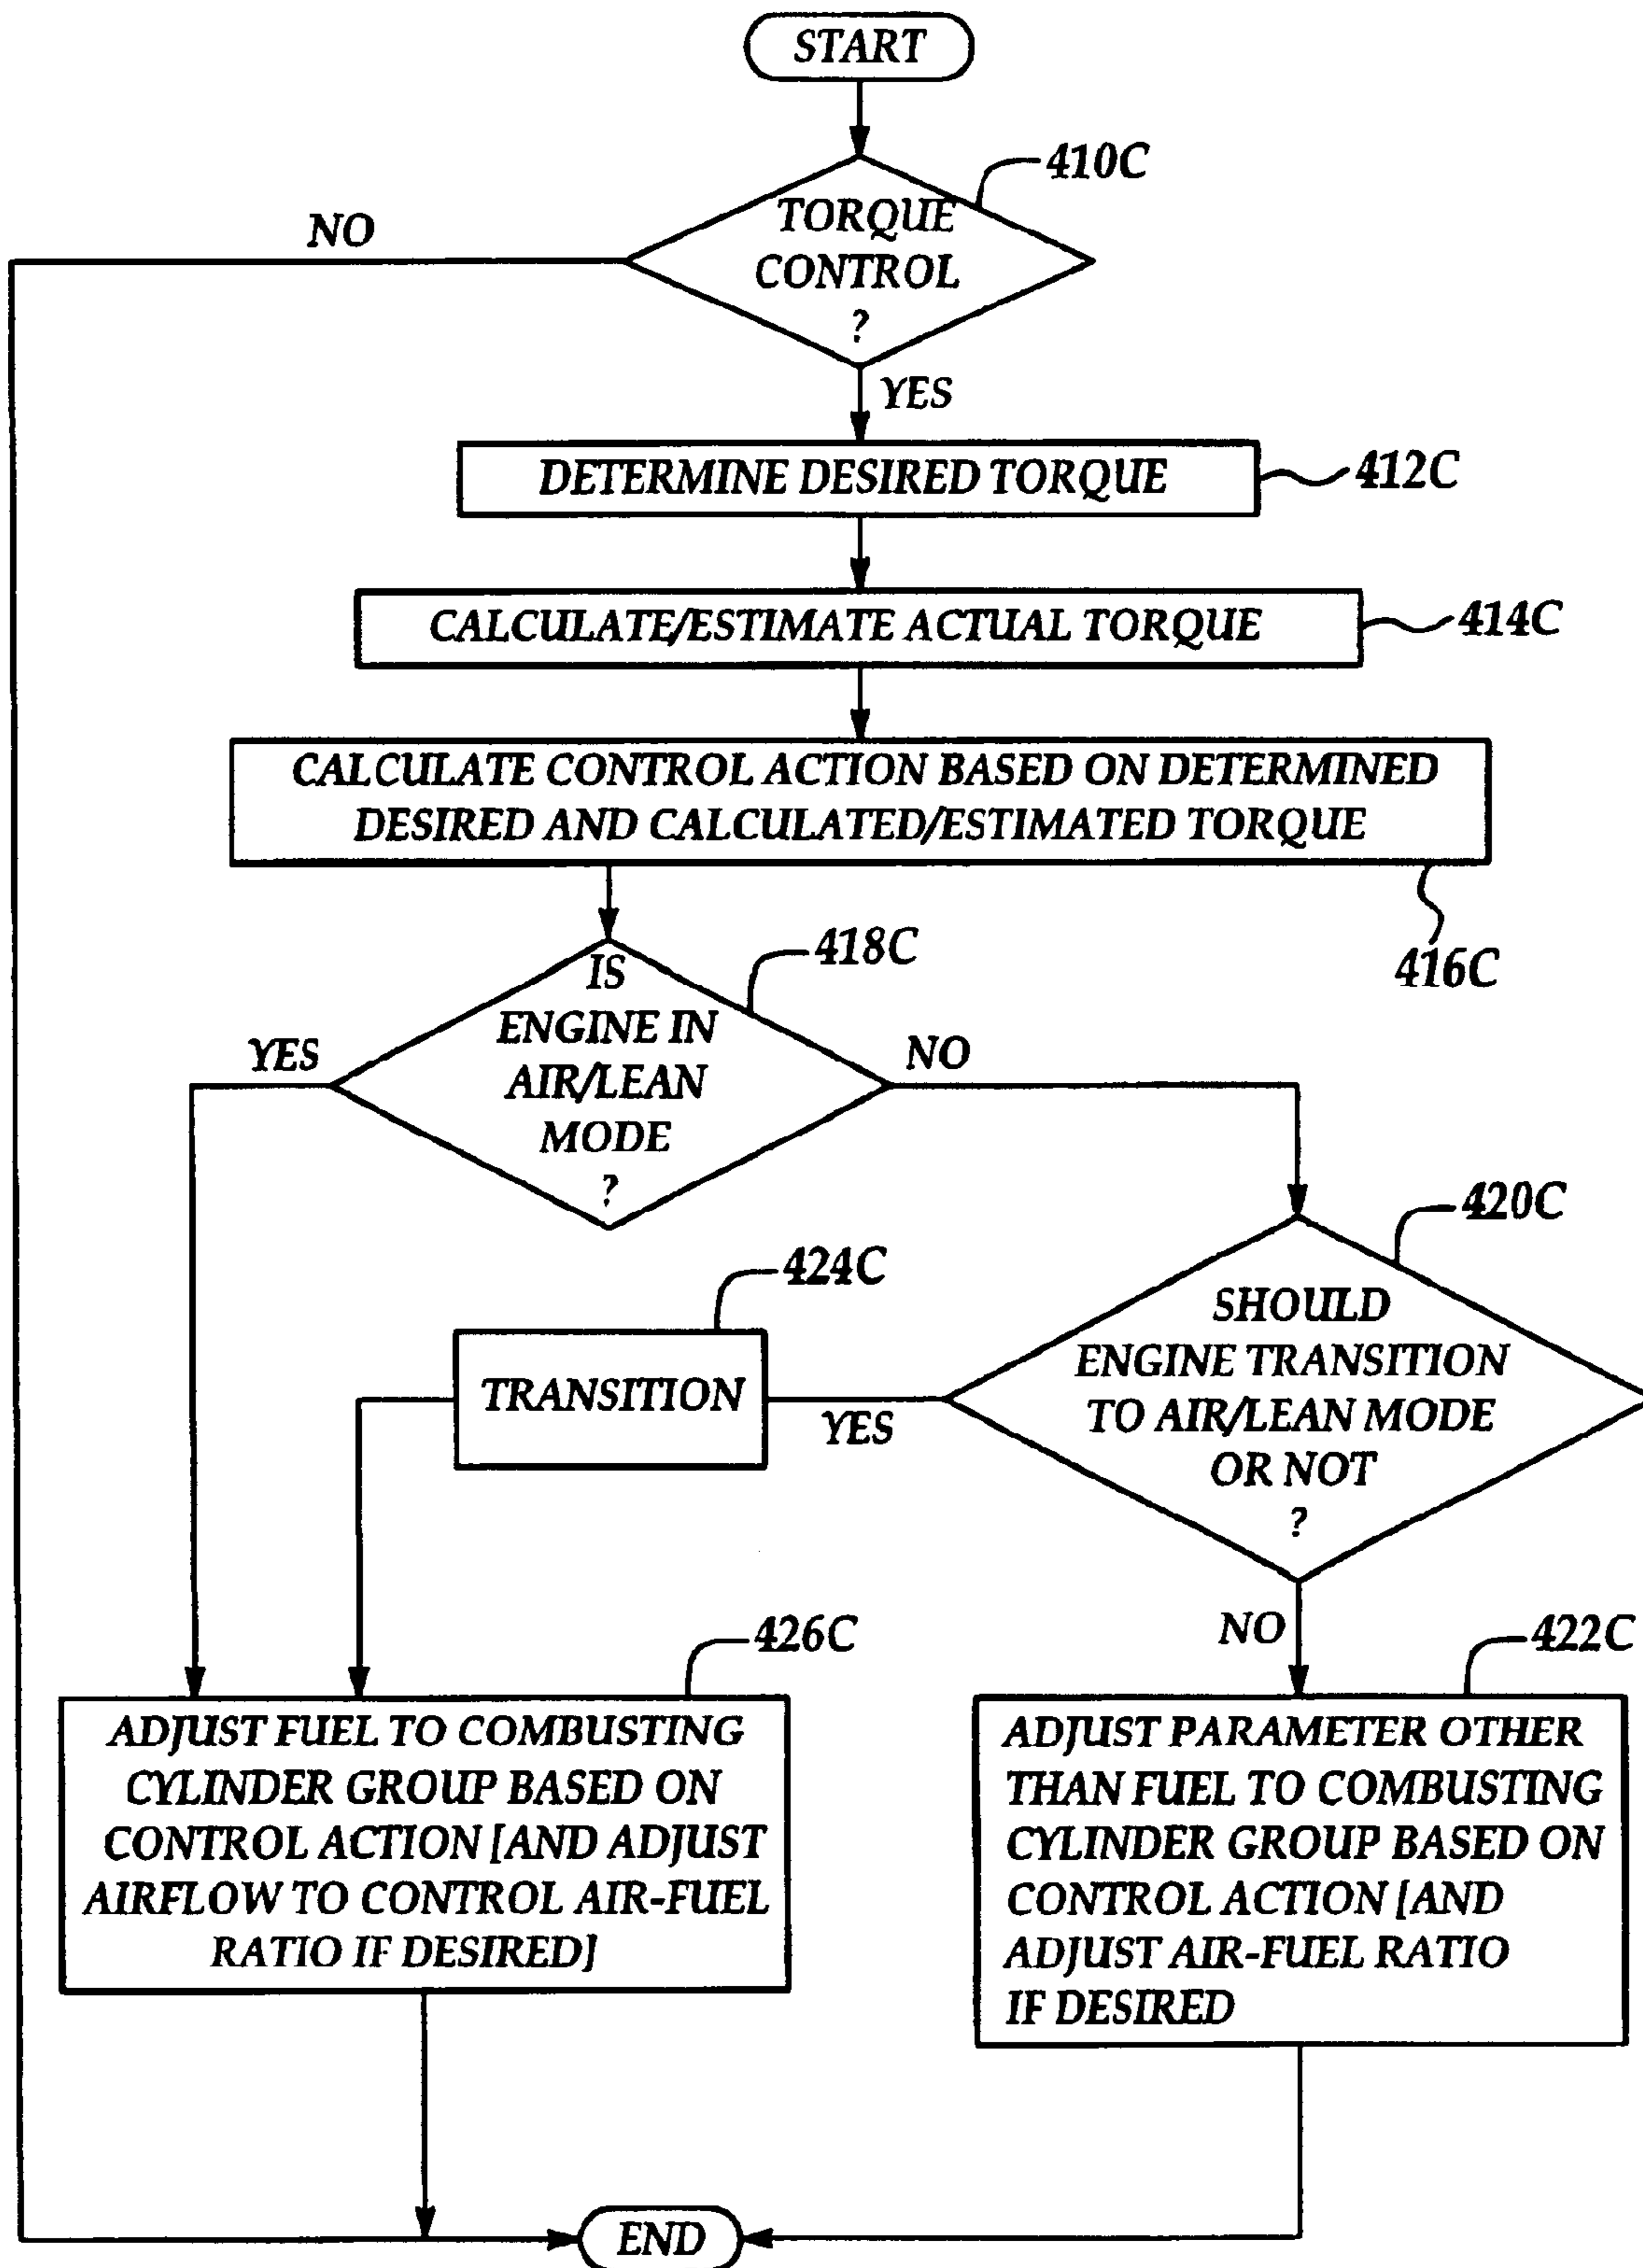 START
410C
TORQUE
CONTROL
?
NO
YES
DETERMINE DESIRED TORQUE
412C
CALCULATE/ESTIMATE ACTUAL TORQUE
414C
CALCULATE CONTROL ACTION BASED ON DETERMINED
DESIRED AND CALCULATED/ESTIMATED TORQUE
416C
418C
IS
ENGINE IN
AIR/LEAN
MODE
?
YES
NO
420C
SHOULD
ENGINE TRANSITION
TO AIR/LEAN MODE
OR NOT
?
424C
TRANSITION
YES
NO
426C
ADJUST FUEL TO COMBUSTING
CYLINDER GROUP BASED ON
CONTROL ACTION [AND ADJUST
AIRFLOW TO CONTROL AIR-FUEL
RATIO IF DESIRED]
422C
ADJUST PARAMETER OTHER
THAN FUEL TO COMBUSTING
CYLINDER GROUP BASED ON
CONTROL ACTION [AND
ADJUST AIR-FUEL RATIO
IF DESIRED
END